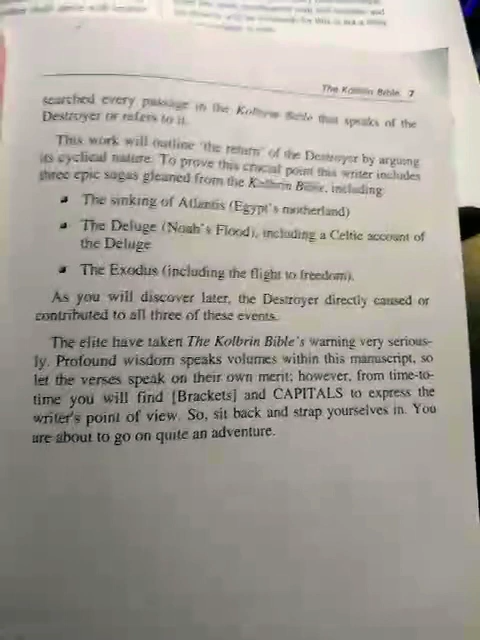 The Kolbrin Bible 7
searched every passage in the Kolbrin Bible that speaks of the
Destroyer or refers to it.
This work will outline 'the return' of the Destroyer by arguing
its cyclical nature. To prove this crucial point this writer includes
three epic sagas gleaned from the Kolbrin Bible, including:
▪ The sinking of Atlantis (Egypt's motherland)
▪ The Deluge (Noah's Flood), including a Celtic account of
the Deluge
▪ The Exodus (including the flight to freedom).
As you will discover later, the Destroyer directly caused or
contributed to all three of these events.
The elite have taken The Kolbrin Bible's warning very serious-
ly. Profound wisdom speaks volumes within this manuscript, so
let the verses speak on their own merit; however, from time-to-
time you will find [Brackets] and CAPITALS to express the
writer's point of view. So, sit back and strap yourselves in. You
are about to go on quite an adventure.